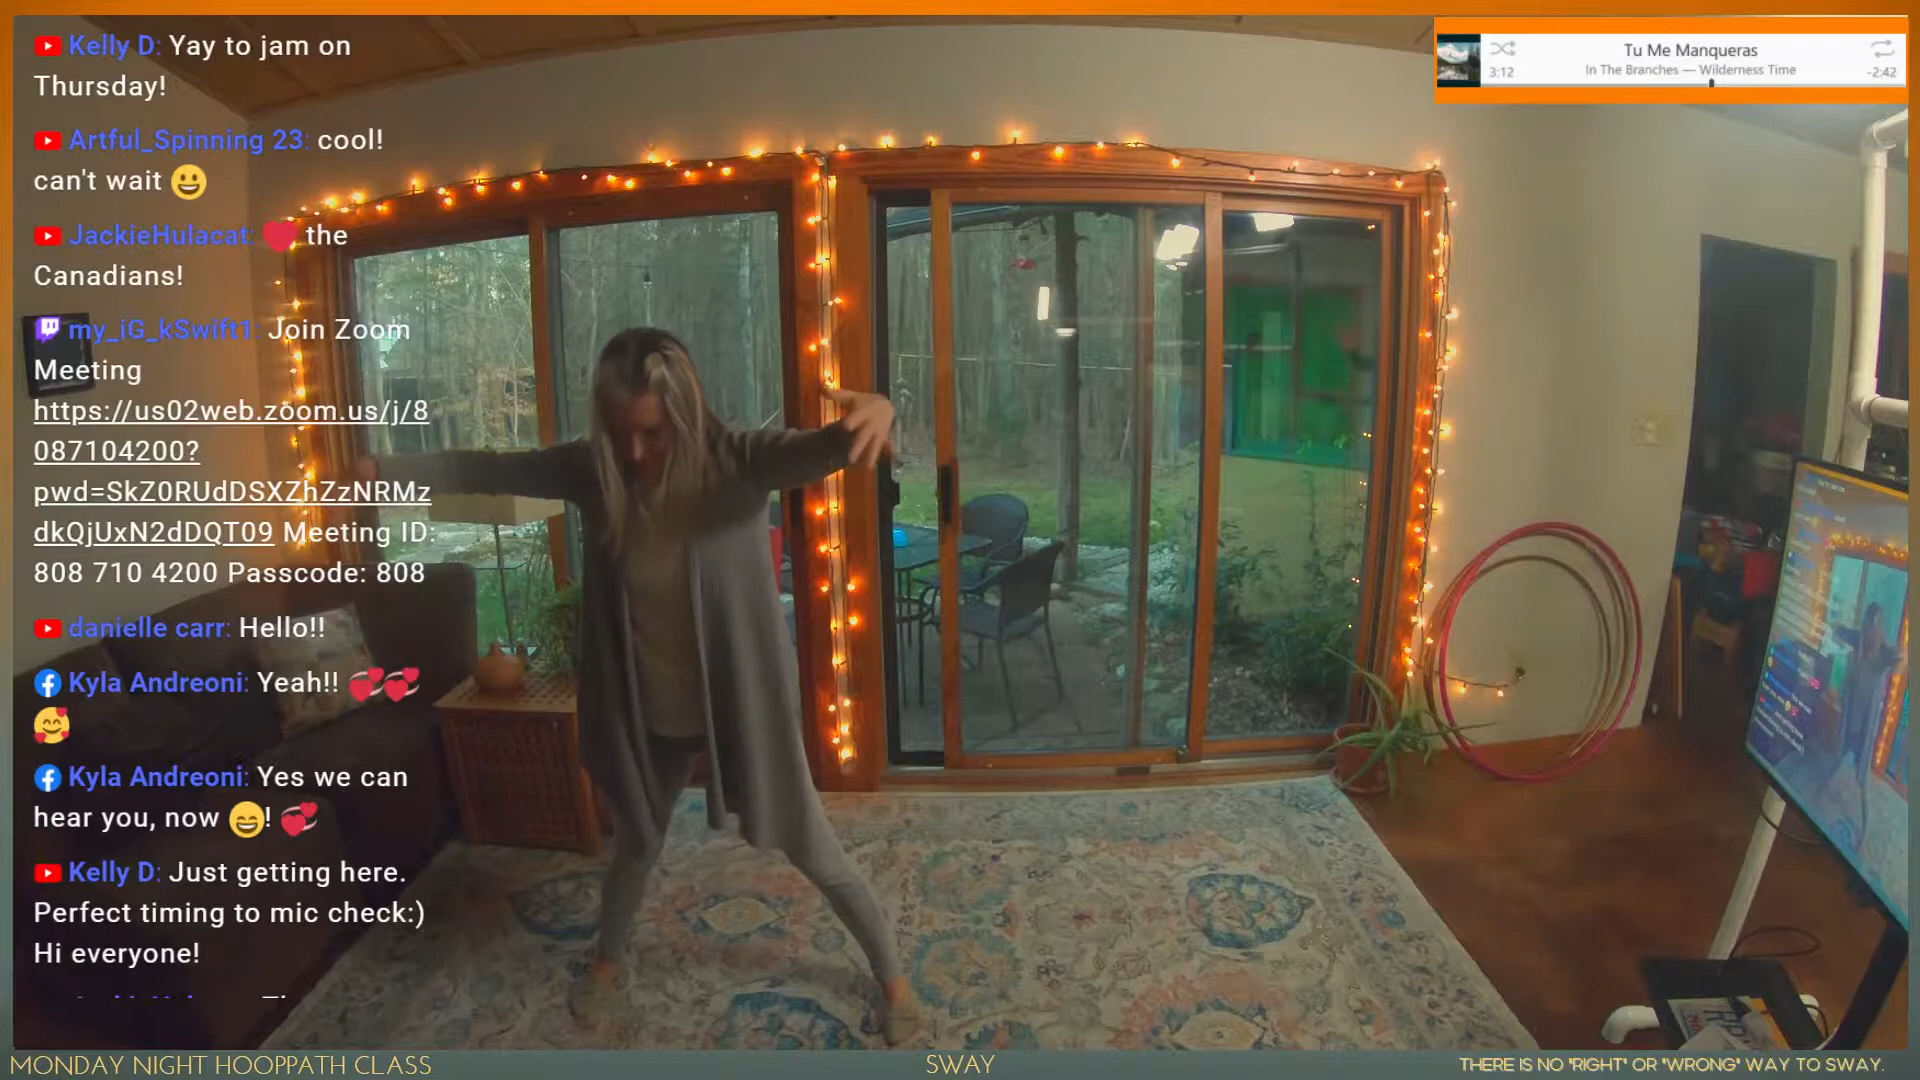 Kelly D: Yay to jam on
Thursday!
Artful_Spinning 23: cool!
can't wait 😀
JackieHulacat: ❤️ the
Canadians!
my_iG_kSwift1: Join Zoom
Meeting
https://us02web.zoom.us/j/8
087104200?
pwd=SkZ0RUdDSXZhZzNRMz
dkQjUxN2dDQT09 Meeting ID:
808 710 4200 Passcode: 808
danielle carr: Hello!!
Kyla Andreoni: Yeah!! 💞💞
🥰
Kyla Andreoni: Yes we can
hear you, now 😄! 💞
Kelly D: Just getting here.
Perfect timing to mic check:)
Hi everyone!
Tu Me Manqueras
3:12 In The Branches — Wilderness Time -2:42
MONDAY NIGHT HOOPPATH CLASS
SWAY
THERE IS NO "RIGHT" OR "WRONG" WAY TO SWAY.